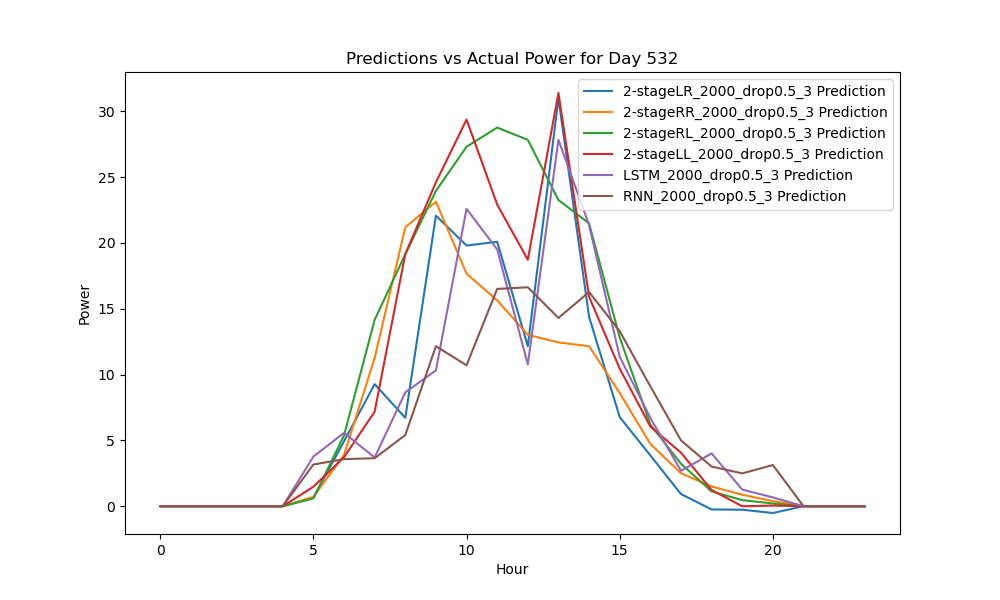 Predictions vs Actual Power for Day 532
2-stageLR_2000_drop0.5_3 Prediction
2-stageRR_2000_drop0.5_3 Prediction
2-stageRL_2000_drop0.5_3 Prediction
2-stageLL_2000_drop0.5_3 Prediction
LSTM_2000_drop0.5_3 Prediction
RNN_2000_drop0.5_3 Prediction
Power
30
25
20
15
10
5
0
0 5 10 15 20
Hour